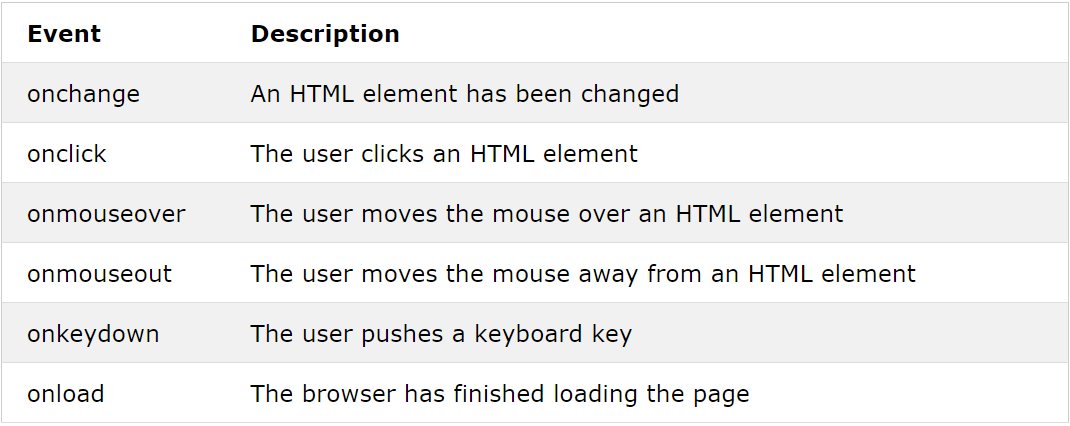 Event Description
onchange An HTML element has been changed
onclick The user clicks an HTML element
onmouseover The user moves the mouse over an HTML element
onmouseout The user moves the mouse away from an HTML element
onkeydown The user pushes a keyboard key
onload The browser has finished loading the page